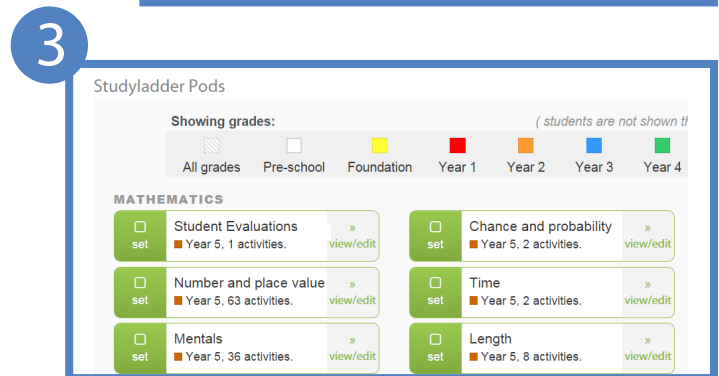 3
Studyladder Pods
Showing grades: ( students are not shown th
All grades Pre-school Foundation Year 1 Year 2 Year 3 Year 4
MATHEMATICS
set Student Evaluations » Year 5, 1 activities. view/edit
set Chance and probability » Year 5, 2 activities. view/edit
set Number and place value » Year 5, 63 activities. view/edit
set Time » Year 5, 2 activities. view/edit
set Mentals » Year 5, 36 activities. view/edit
set Length » Year 5, 8 activities. view/edit